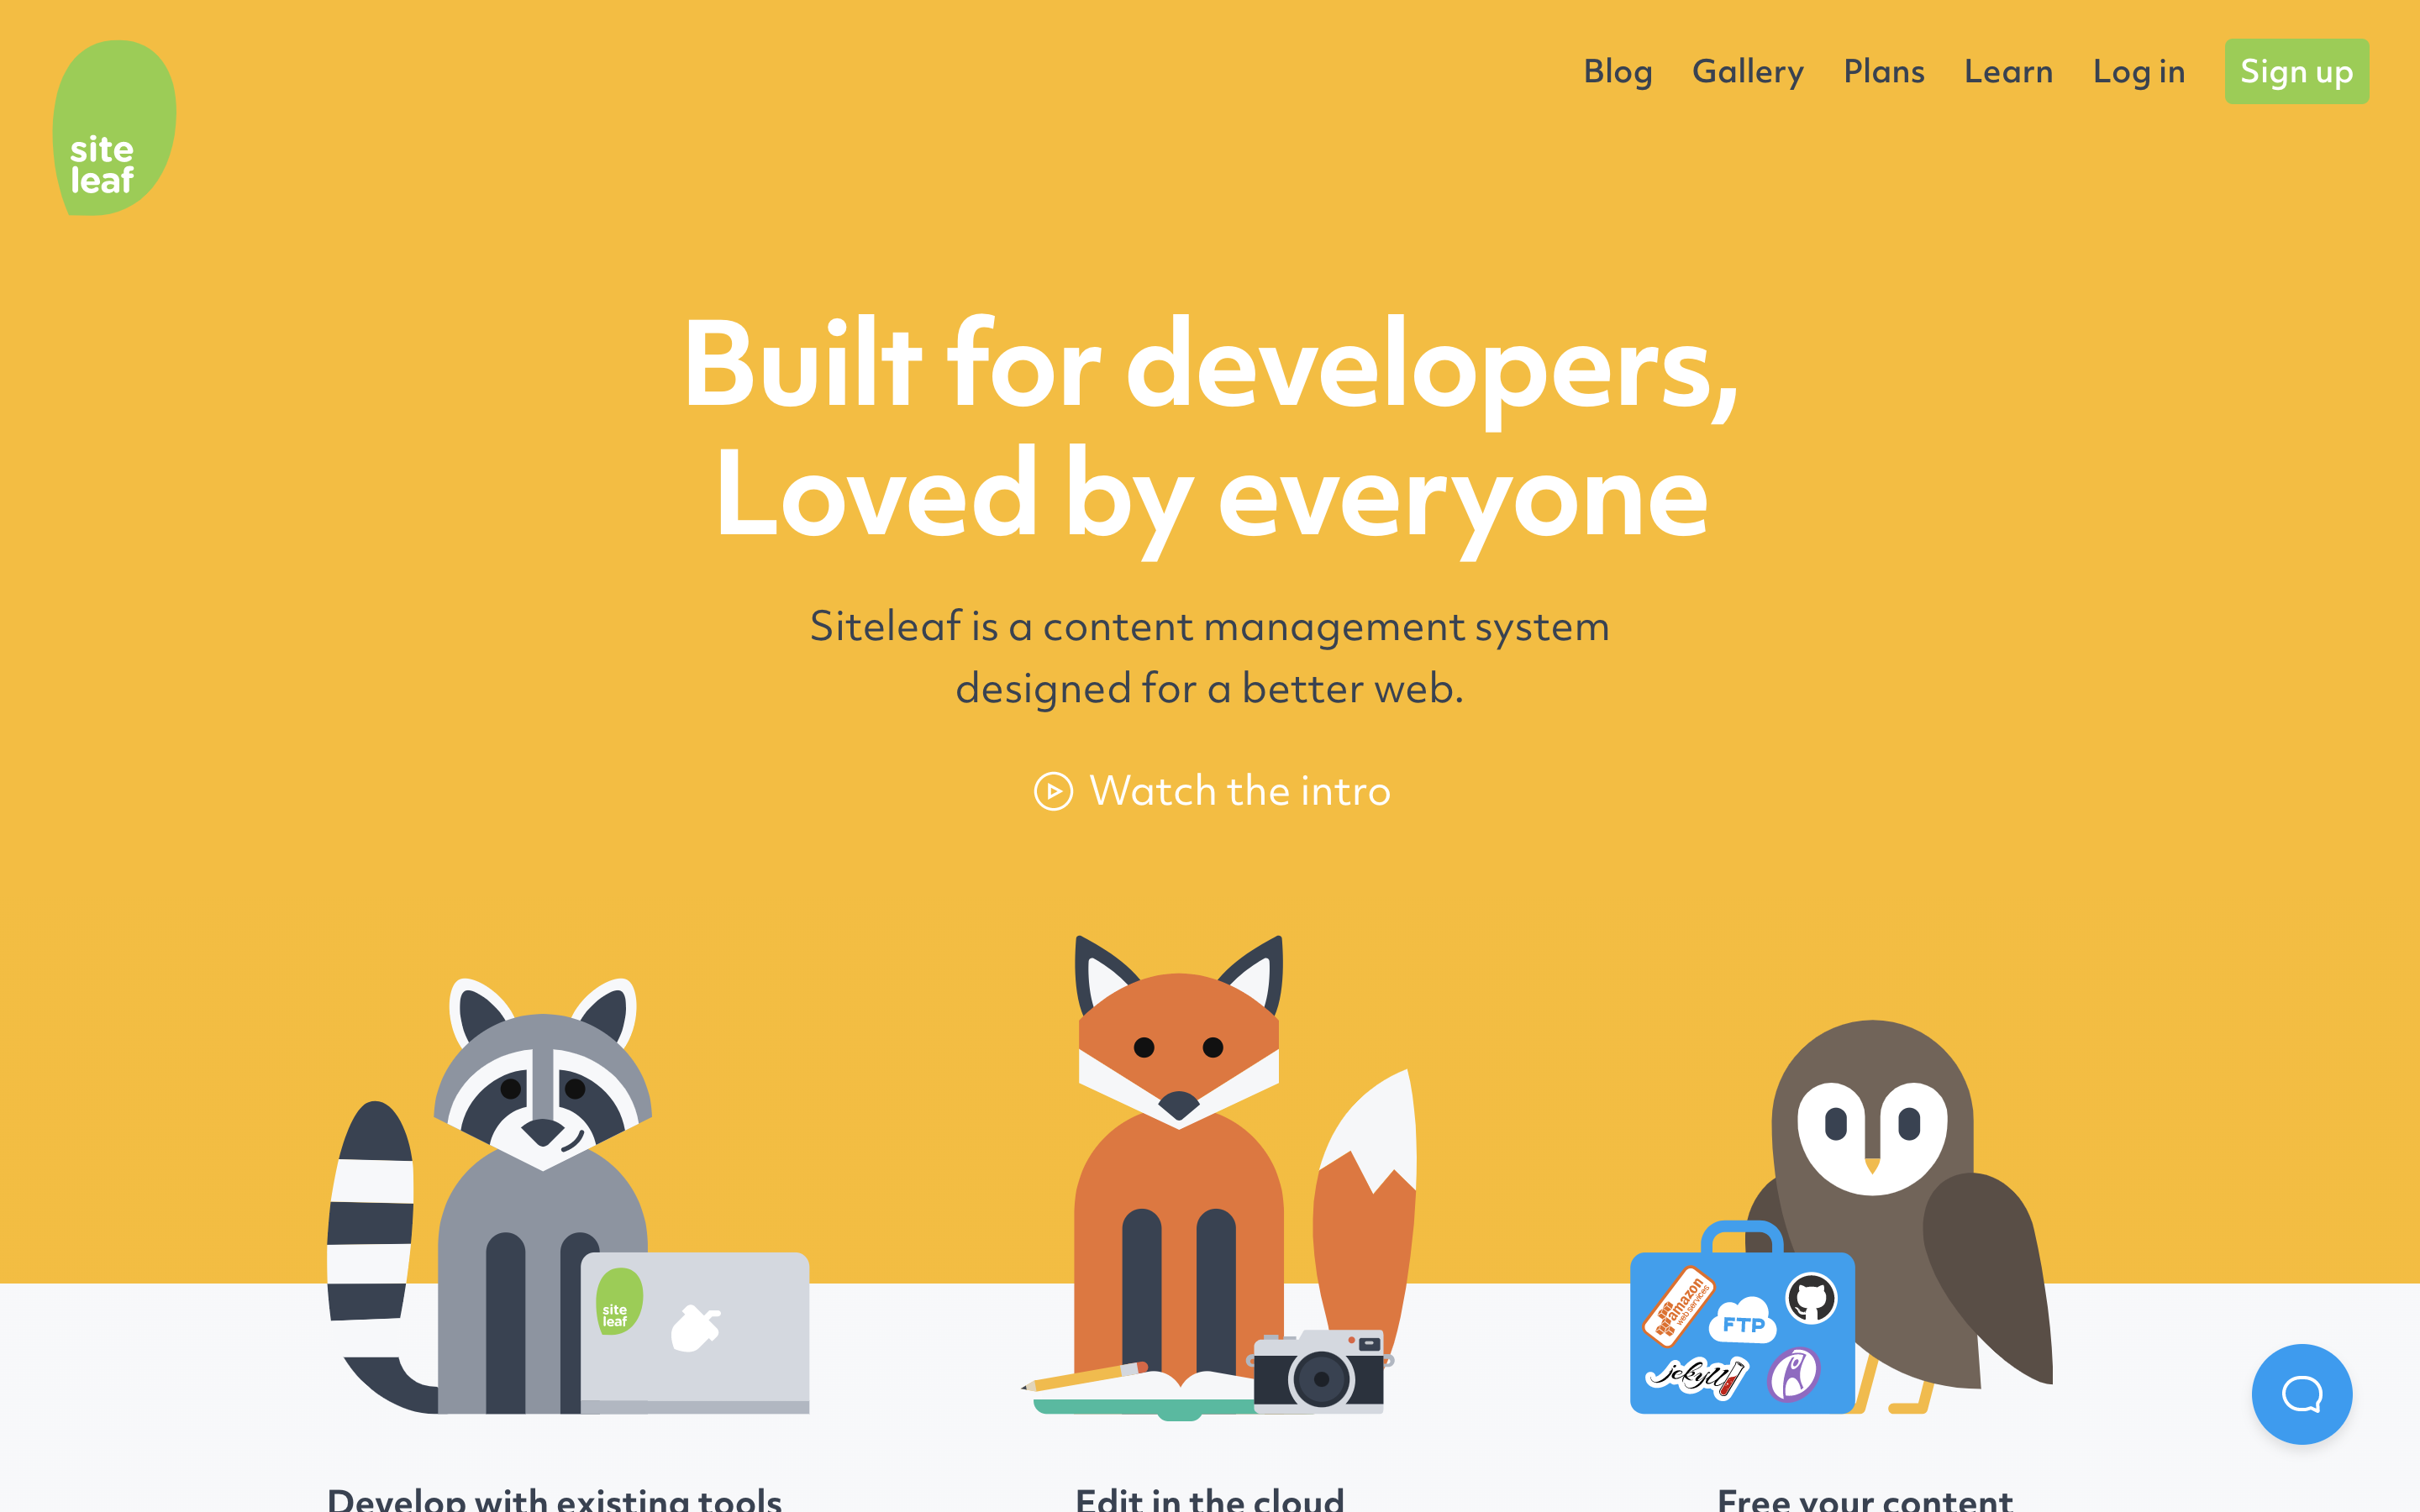 site
leaf
Blog Gallery Plans Learn Log in Sign up
Built for developers,
Loved by everyone
Siteleaf is a content management system
designed for a better web.
Watch the intro
site
leaf
amazon
web services
FTP
jekyll
Develop with existing tools
Edit in the cloud
Free your content